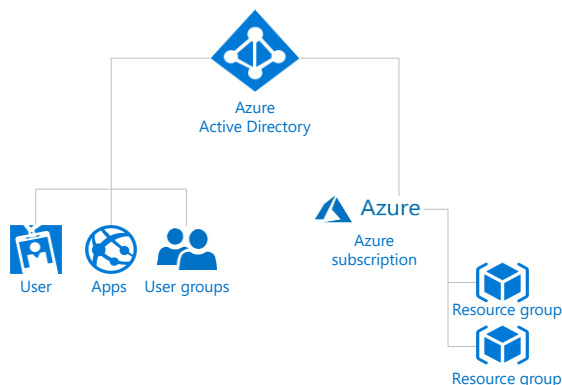 Azure
Active Directory
Azure
Azure
subscription
User
Apps
User groups
Resource group
Resource group